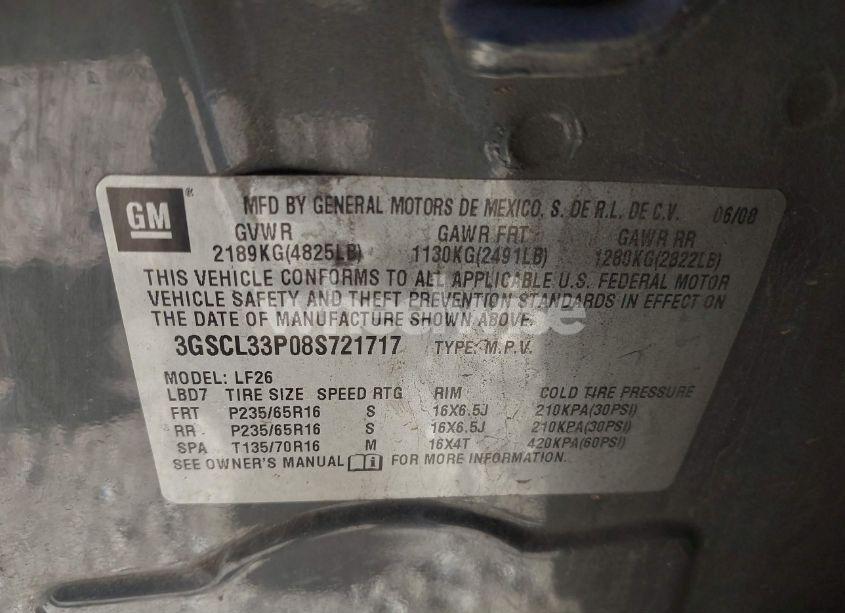 GM ® MFD BY GENERAL MOTORS DE MEXICO, S. DE R.L. DE C.V. 06/08
GVWR GAWR FRT GAWR RR
2189KG(4825LB) 1130KG(2491LB) 1280KG(2822LB)
THIS VEHICLE CONFORMS TO ALL APPLICABLE U.S. FEDERAL MOTOR
VEHICLE SAFETY AND THEFT PREVENTION STANDARDS IN EFFECT ON
THE DATE OF MANUFACTURE SHOWN ABOVE.
3GSCL33P08S721717 TYPE: M.P.V.
MODEL: LF26
LBD7 TIRE SIZE SPEED RTG RIM COLD TIRE PRESSURE
FRT P235/65R16 S 16X6.5J 210KPA(30PSI)
RR P235/65R16 S 16X6.5J 210KPA(30PSI)
SPA T135/70R16 M 16X4T 420KPA(60PSI)
SEE OWNER'S MANUAL FOR MORE INFORMATION.